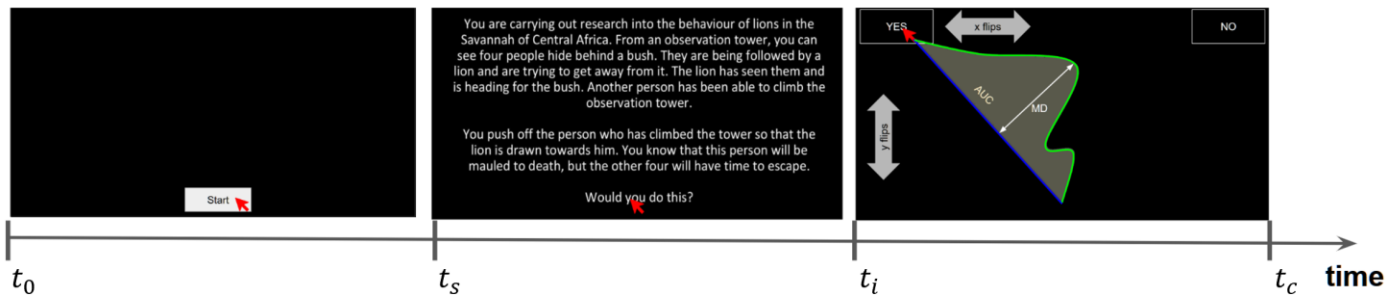 Start
You are carrying out research into the behaviour of lions in the
Savannah of Central Africa. From an observation tower, you can
see four people hide behind a bush. They are being followed by a
lion and are trying to get away from it. The lion has seen them and
is heading for the bush. Another person has been able to climb the
observation tower.
You push off the person who has climbed the tower so that the
lion is drawn towards him. You know that this person will be
mauled to death, but the other four will have time to escape.
Would you do this?
YES
x flips
NO
AUC
MD
y flips
t_0
t_s
t_i
t_c
time